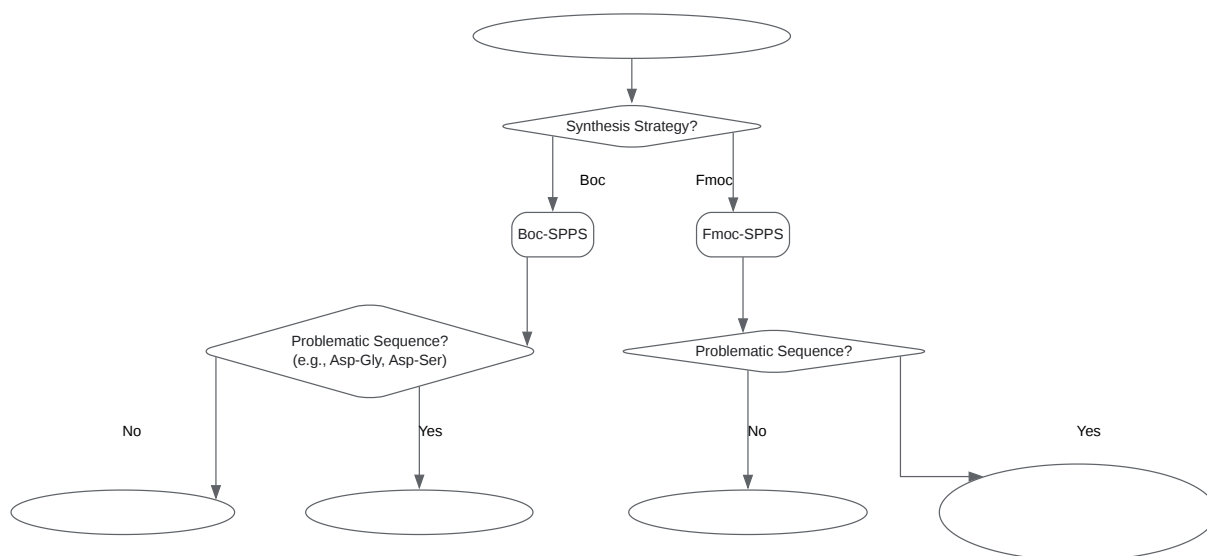 Synthesis Strategy?
Boc
Fmoc
Boc-SPPS
Fmoc-SPPS
Problematic Sequence?
(e.g., Asp-Gly, Asp-Ser)
Problematic Sequence?
No
Yes
No
Yes